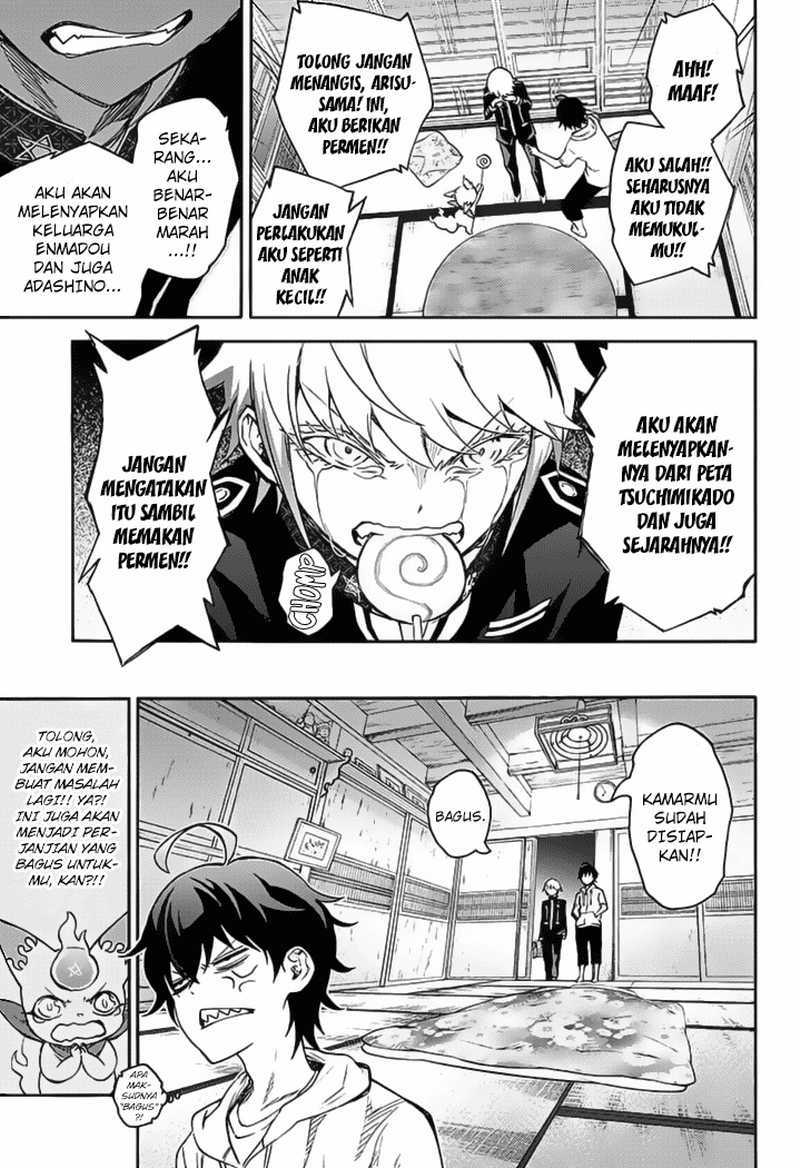 AHH!
MAAF!
AKU SALAH!!
SEHARUSNYA
AKU TIDAK
MEMUKUL-
MU!!
TOLONG JANGAN
MENANGIS, ARISU-
SAMA! INI,
AKU BERIKAN
PERMEN!!
JANGAN
PERLAKUKAN
AKU SEPERTI
ANAK
KECIL!!
SEKA-
RANG...
AKU
BENAR-
BENAR
MARAH
...!!
AKU AKAN
MELENYAPKAN
KELUARGA
ENMADOU
DAN JUGA
ADASHINO...
AKU AKAN
MELENYAPKAN-
NYA DARI PETA
TSUCHIMIKADO
DAN JUGA
SEJARAHNYA!!
JANGAN
MENGATAKAN
ITU SAMBIL
MEMAKAN
PERMEN!!
CHOMP
KAMARMU
SUDAH
DISIAP-
KAN!!
BAGUS.
APA
MAK-
SUDNYA
"BAGUS"
?!
TOLONG,
AKU MOHON,
JANGAN MEM-
BUAT MASALAH
LAGI!! YA?!
INI JUGA AKAN
MENJADI PER-
JANJIAN YANG
BAGUS UNTUK-
MU, KAN?!!